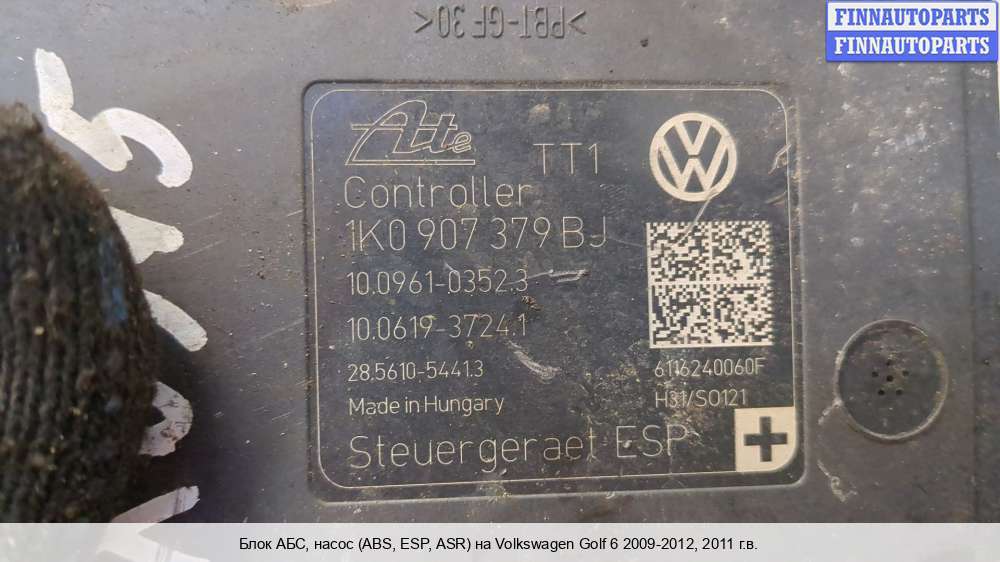 >PBT-GF30<
FINNAUTOPARTS
FINNAUTOPARTS
Ate
TT1
Controller
1K0 907 379 BJ
10.0961-0352.3
10.0619-3724.1
28.5610-5441.3
6116240060F
Made in Hungary
H31/S0121
Steuergeraet ESP
Блок АБС, насос (ABS, ESP, ASR) на Volkswagen Golf 6 2009-2012, 2011 г.в.